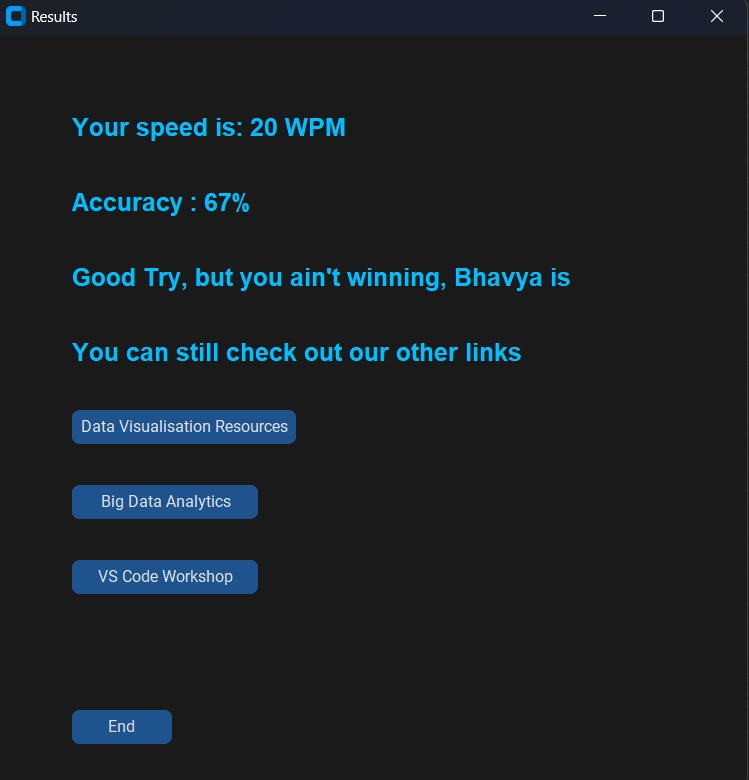 Results
Your speed is: 20 WPM
Accuracy : 67%
Good Try, but you ain't winning, Bhavya is
You can still check out our other links
Data Visualisation Resources
Big Data Analytics
VS Code Workshop
End